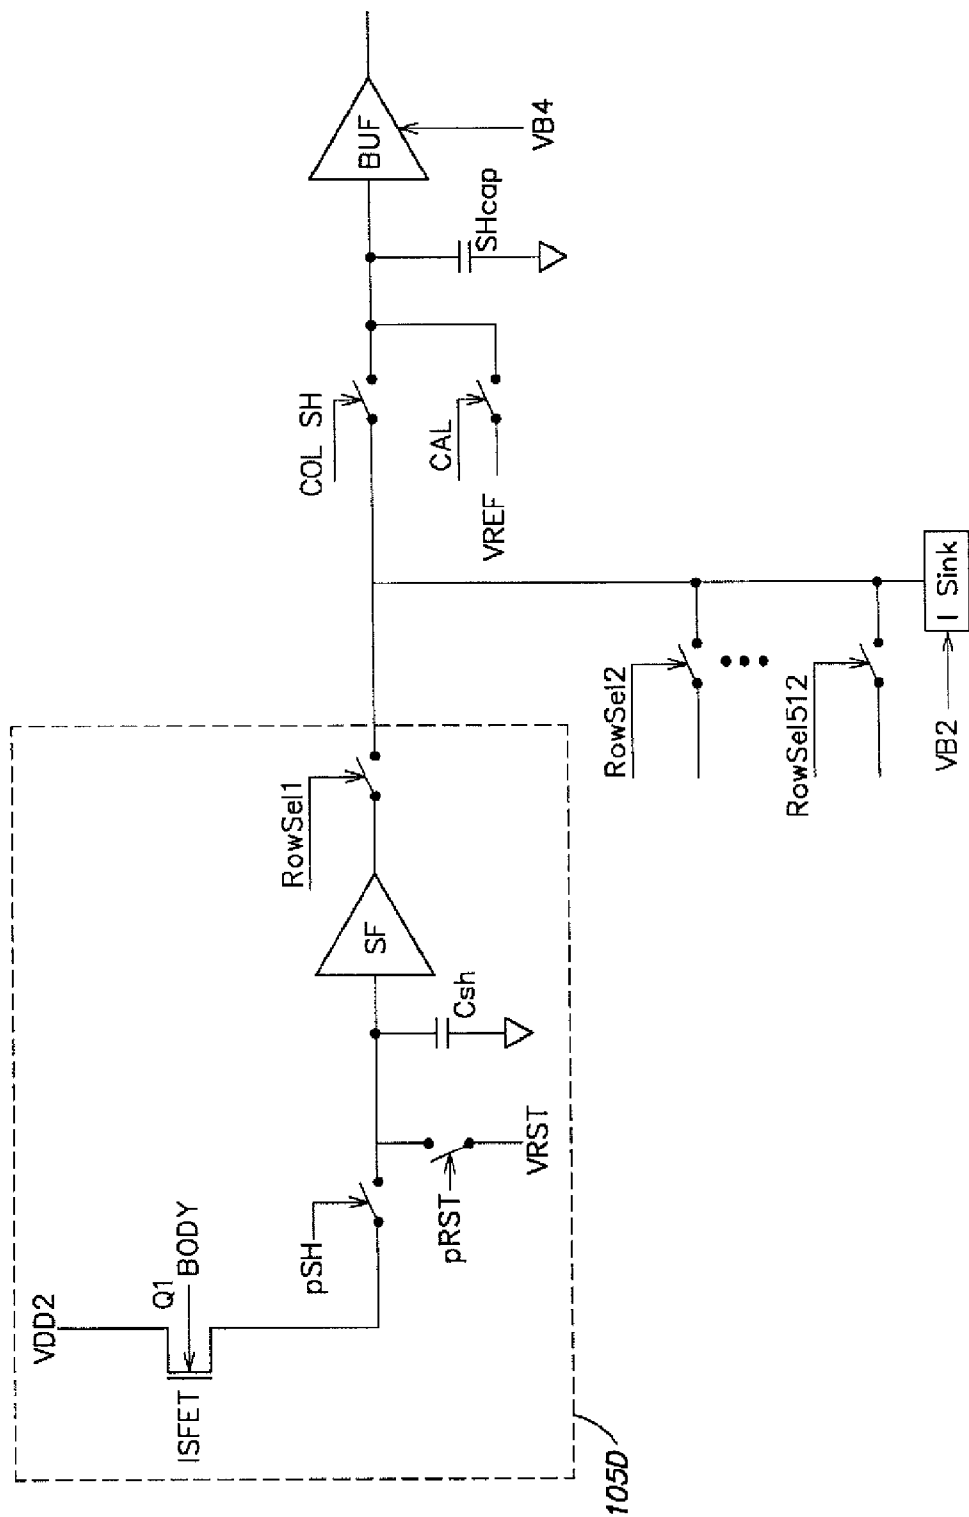 VDD2
Q1
BODY
ISFET
pSH
pRST
VRST
Csh
SF
RowSel1
105D
RowSel2
RowSel512
VB2
I Sink
COL SH
CAL
VREF
SHcap
BUF
VB4